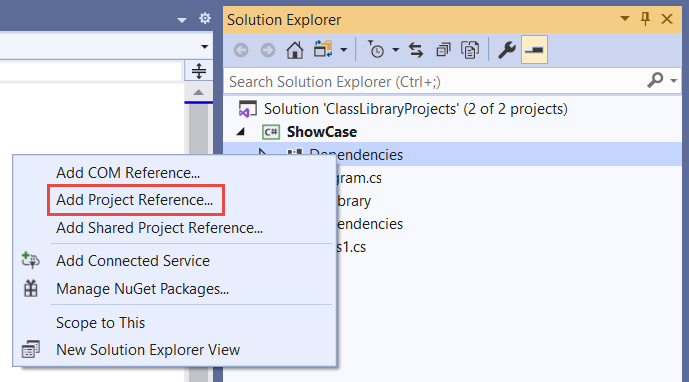 Solution Explorer
Search Solution Explorer (Ctrl+;)
Solution 'ClassLibraryProjects' (2 of 2 projects)
C# ShowCase
Dependencies
gram.cs
brary
endencies
s1.cs
Add COM Reference...
Add Project Reference...
Add Shared Project Reference...
Add Connected Service
Manage NuGet Packages...
Scope to This
New Solution Explorer View